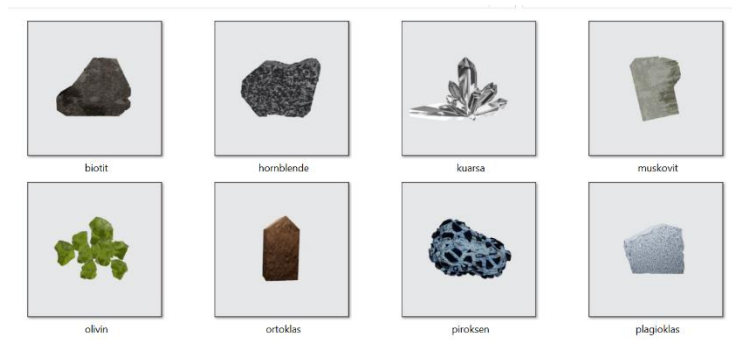 biotit
hornblende
kuarsa
muskovit
olivin
ortoklas
piroksen
plagioklas